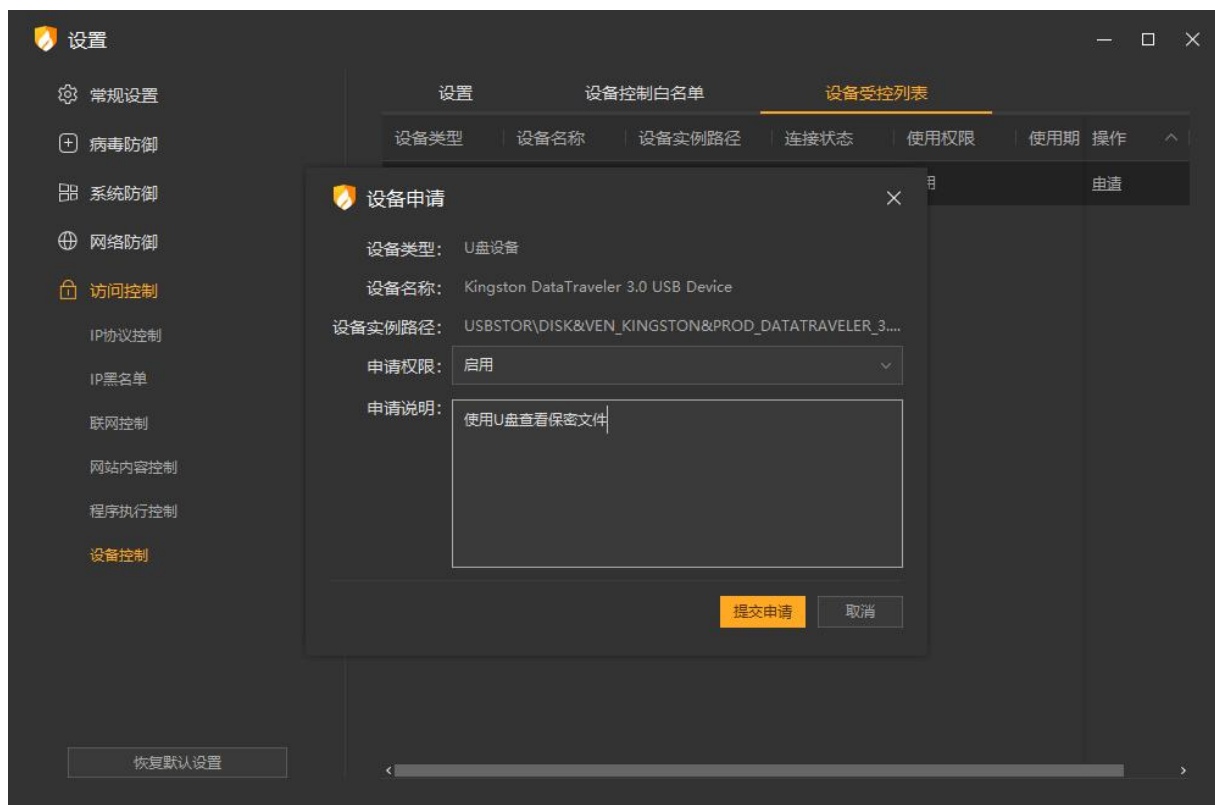 设置
常规设置
病毒防御
系统防御
网络防御
访问控制
IP协议控制
IP黑名单
联网控制
网站内容控制
程序执行控制
设备控制
恢复默认设置
设置 设备控制白名单 设备受控列表
设备类型 设备名称 设备实例路径 连接状态 使用权限 使用期 操作
申请
设备申请
设备类型： U盘设备
设备名称： Kingston DataTraveler 3.0 USB Device
设备实例路径： USBSTOR\DISK&VEN_KINGSTON&PROD_DATATRAVELER_3....
申请权限： 启用
申请说明： 使用U盘查看保密文件
提交申请 取消